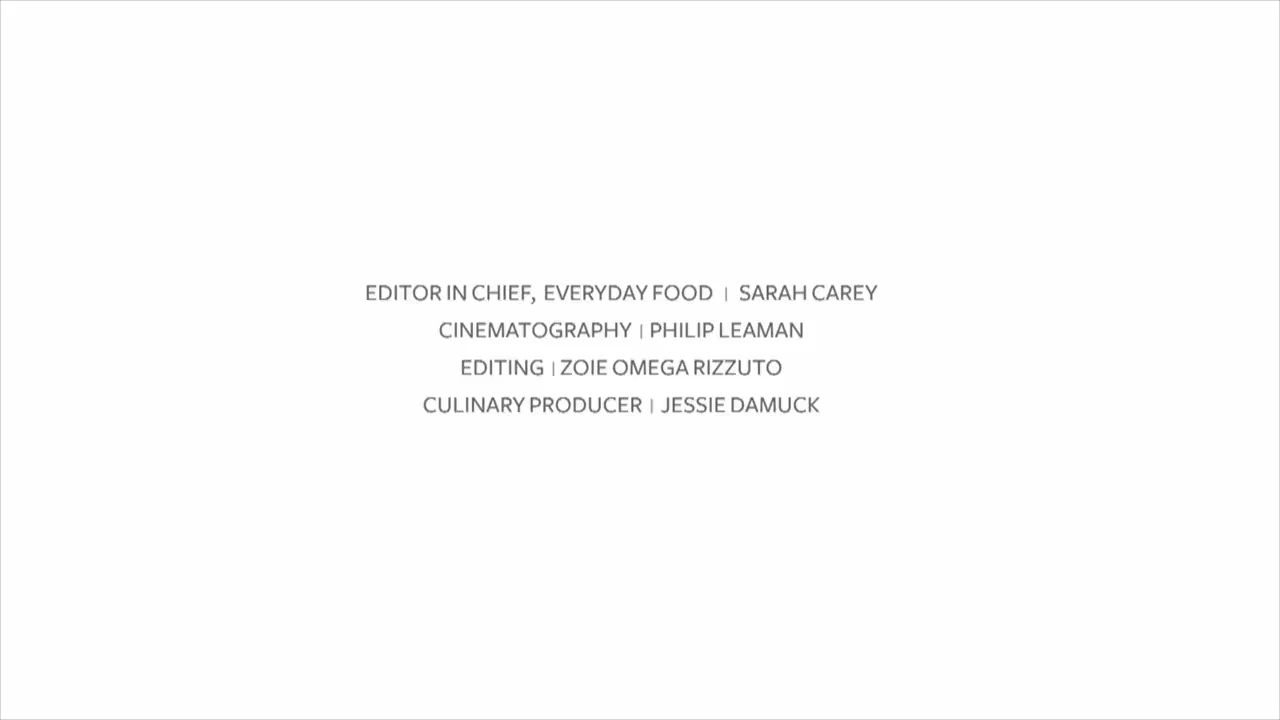 EDITOR IN CHIEF, EVERYDAY FOOD | SARAH CAREY
CINEMATOGRAPHY | PHILIP LEAMAN
EDITING | ZOIE OMEGA RIZZUTO
CULINARY PRODUCER | JESSIE DAMUCK